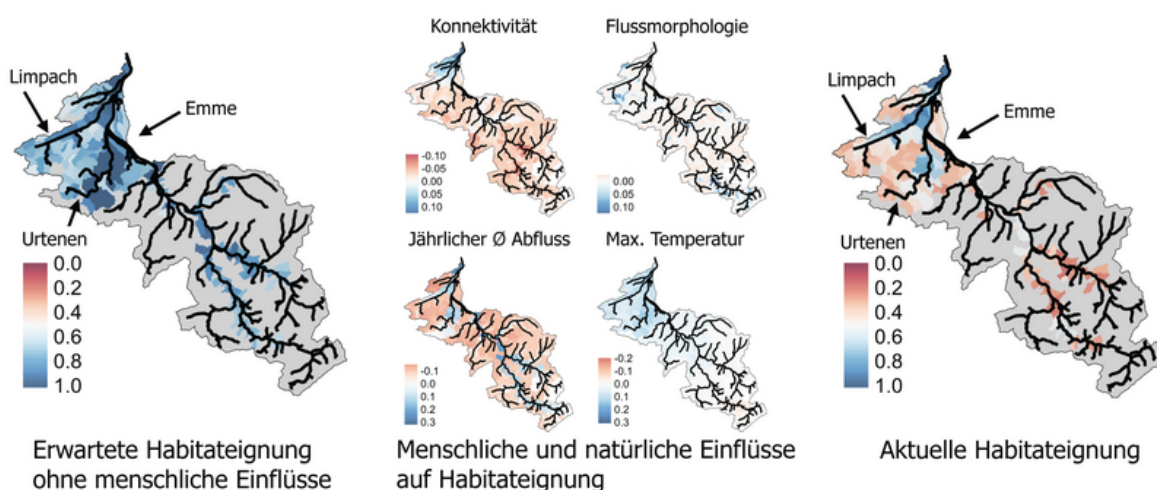 Konnektivität
Flussmorphologie
Limpach
Emme
Urtenen
0.0
0.2
0.4
0.6
0.8
1.0
-0.10
-0.05
0.00
0.05
0.10
0.00
0.05
0.10
Jährlicher Ø Abfluss
Max. Temperatur
-0.1
0.0
0.1
0.2
0.3
-0.2
-0.1
0.0
0.1
0.2
0.3
Limpach
Emme
Urtenen
0.0
0.2
0.4
0.6
0.8
1.0
Erwartete Habitateignung
ohne menschliche Einflüsse
Menschliche und natürliche Einflüsse
auf Habitateignung
Aktuelle Habitateignung